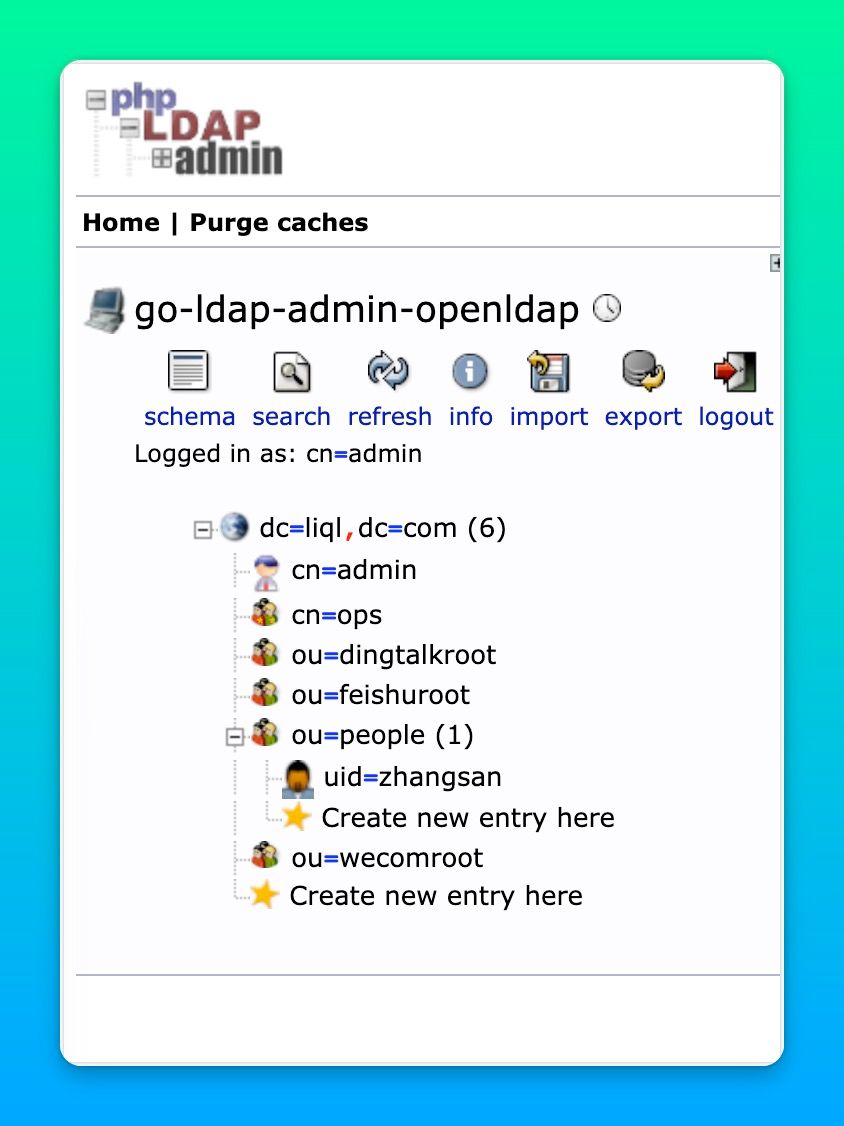 php
LDAP
admin
Home | Purge caches
go-ldap-admin-openldap
schema search refresh info import export logout
Logged in as: cn=admin
dc=liql,dc=com (6)
cn=admin
cn=ops
ou=dingtalkroot
ou=feishuroot
ou=people (1)
uid=zhangsan
Create new entry here
ou=wecomroot
Create new entry here